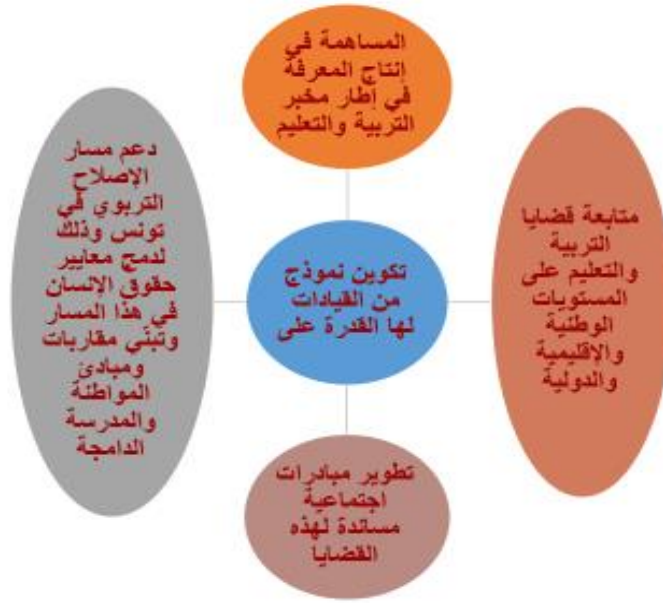 المساهمة في
إنتاج المعرفة
في إطار مخبر
التربية والتعليم
متابعة قضايا
التربية
والتعليم على
المستويات
الوطنية
والإقليمية
والدولية
تكوين نموذج
من القيادات
لها القدرة على
دعم مسار
الإصلاح
التربوي في
تونس وذلك
لدمج معايير
حقوق الإنسان
في هذا المسار
وتبنّي مقاربات
ومبادئ
المواطنة
والمدرسة
الدامجة
تطوير مبادرات
اجتماعية
مساندة لهذه
القضايا